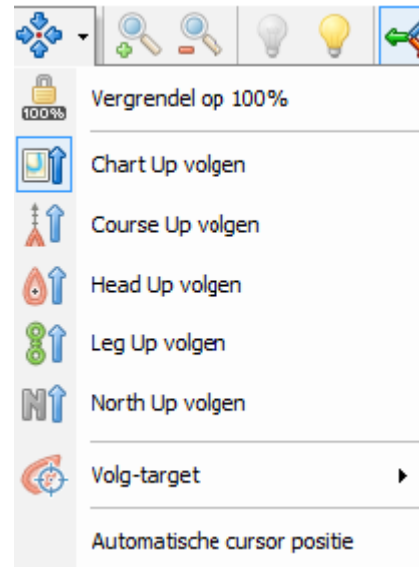 100%
Vergrendel op 100%
Chart Up volgen
Course Up volgen
Head Up volgen
Leg Up volgen
N
North Up volgen
Volg-target
Automatische cursor positie